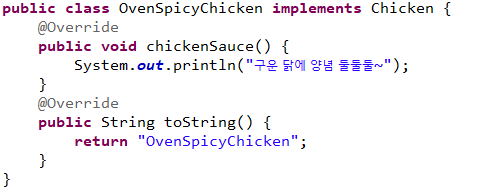 public class OvenSpicyChicken implements Chicken {
    @Override
    public void chickenSauce() {
        System.out.println("구운 닭에 양념 돌돌돌~");
    }
    @Override
    public String toString() {
        return "OvenSpicyChicken";
    }
}